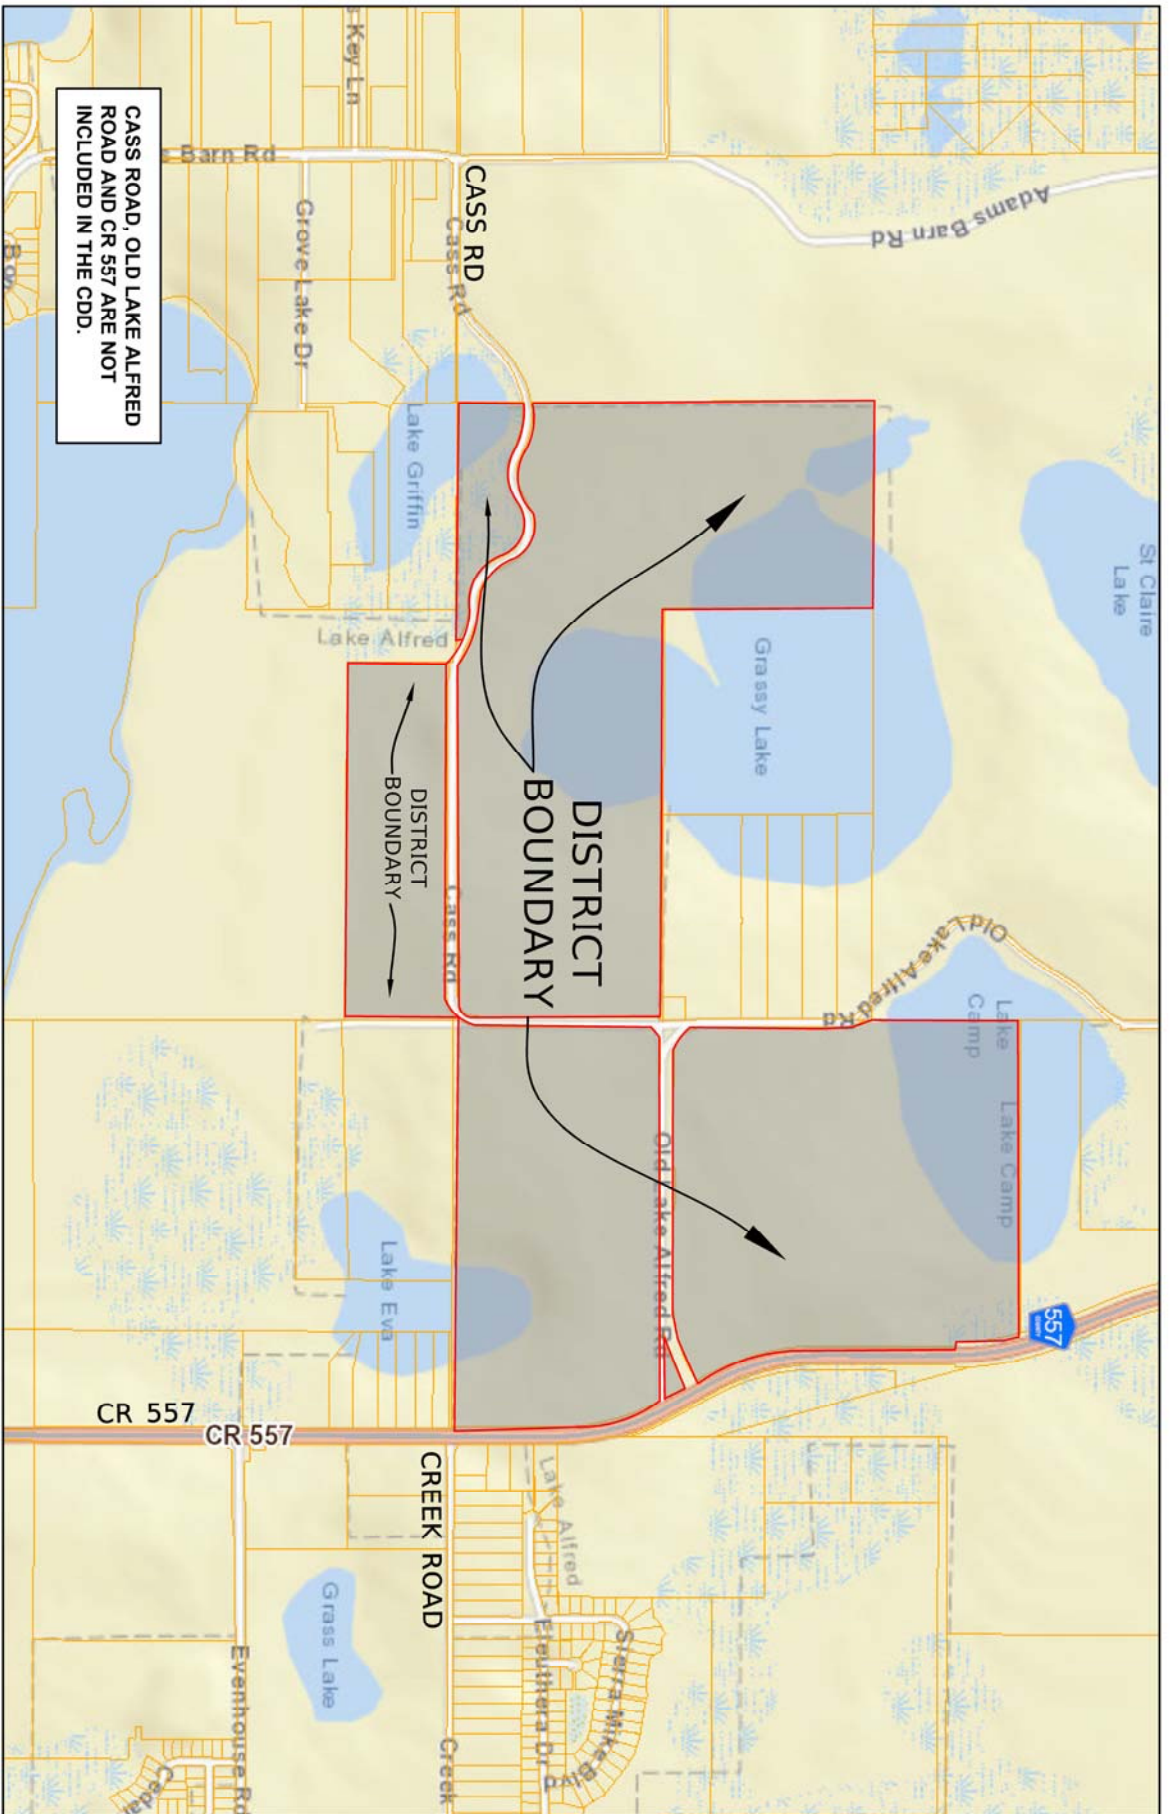 Adams Barn Rd
St Claire
Lake
s Key Ln
s Barn Rd
CASS RD
Cass Rd
Grove Lake Dr
Lake Griffin
Lake Alfred
Grassy Lake
DISTRICT
BOUNDARY
DISTRICT
BOUNDARY
Cass Rd
Old Lake Alfred Rd
Lake
Camp
Lake Camp
Old Lake Alfred Rd
557
Lake Eva
CR 557
CR 557
CREEK ROAD
Lake Alfred
Grass Lake
Sierra Mike Blvd
Eleuthera Dr
Creek
Evenhouse Rd
Cedar
CASS ROAD, OLD LAKE ALFRED
ROAD AND CR 557 ARE NOT
INCLUDED IN THE CDD.